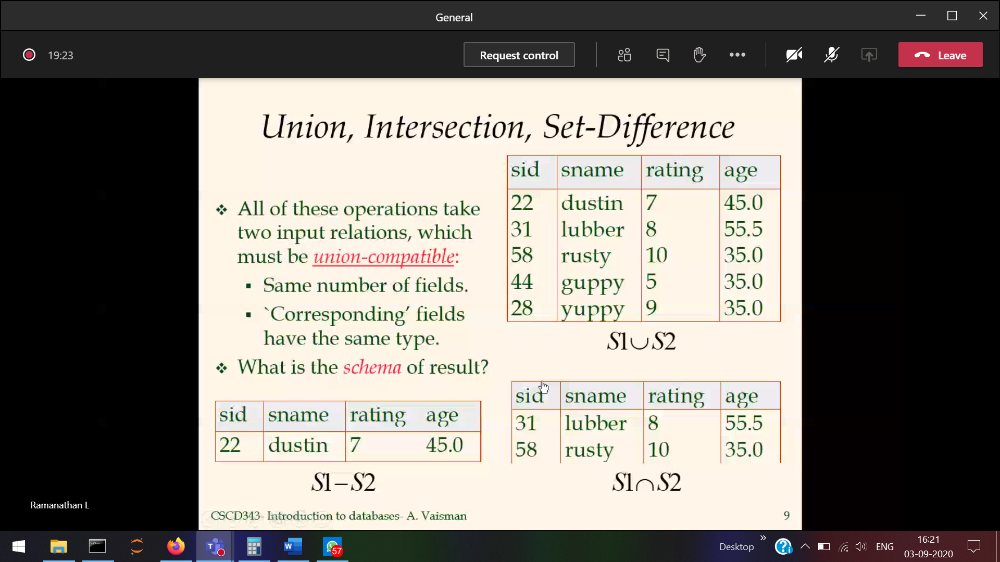 General
19:23
Request control
Leave
Union, Intersection, Set-Difference
❖ All of these operations take
two input relations, which
must be union-compatible:
▪ Same number of fields.
▪ `Corresponding' fields
have the same type.
❖ What is the schema of result?
sid sname rating age
22 dustin 7 45.0
31 lubber 8 55.5
58 rusty 10 35.0
44 guppy 5 35.0
28 yuppy 9 35.0
S1∪S2
sid sname rating age
22 dustin 7 45.0
S1−S2
sid sname rating age
31 lubber 8 55.5
58 rusty 10 35.0
S1∩S2
Ramanathan L
CSCD343- Introduction to databases- A. Vaisman
9
57
Desktop
ENG
16:21
03-09-2020